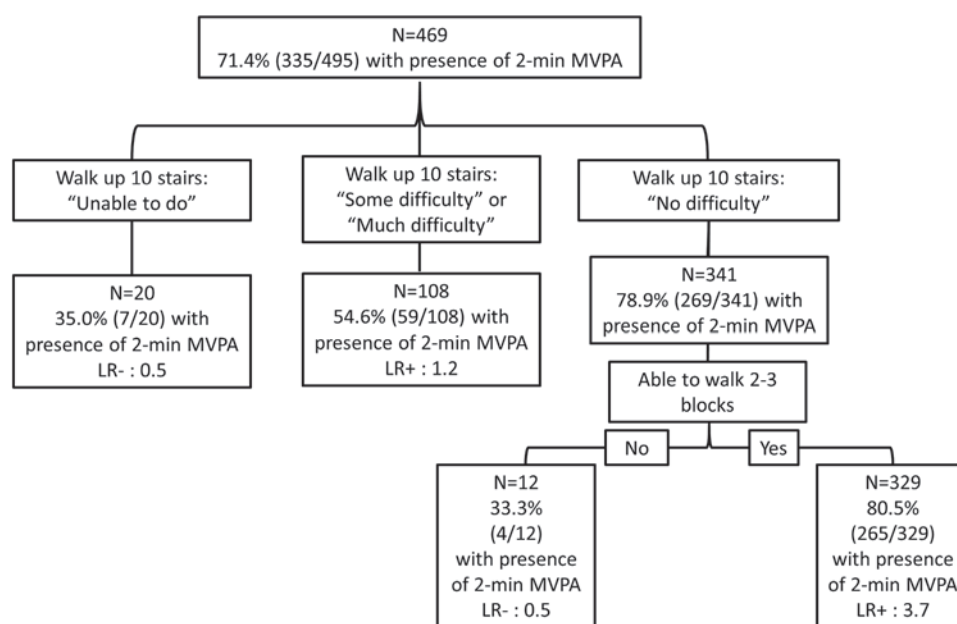 N=469
71.4% (335/495) with presence of 2-min MVPA
Walk up 10 stairs:
“Unable to do”
Walk up 10 stairs:
“Some difficulty” or
“Much difficulty”
Walk up 10 stairs:
“No difficulty”
N=20
35.0% (7/20) with
presence of 2-min MVPA
LR- : 0.5
N=108
54.6% (59/108) with
presence of 2-min MVPA
LR+ : 1.2
N=341
78.9% (269/341) with
presence of 2-min MVPA
Able to walk 2-3
blocks
No
Yes
N=12
33.3%
(4/12)
with presence
of 2-min MVPA
LR- : 0.5
N=329
80.5%
(265/329)
with presence
of 2-min MVPA
LR+ : 3.7